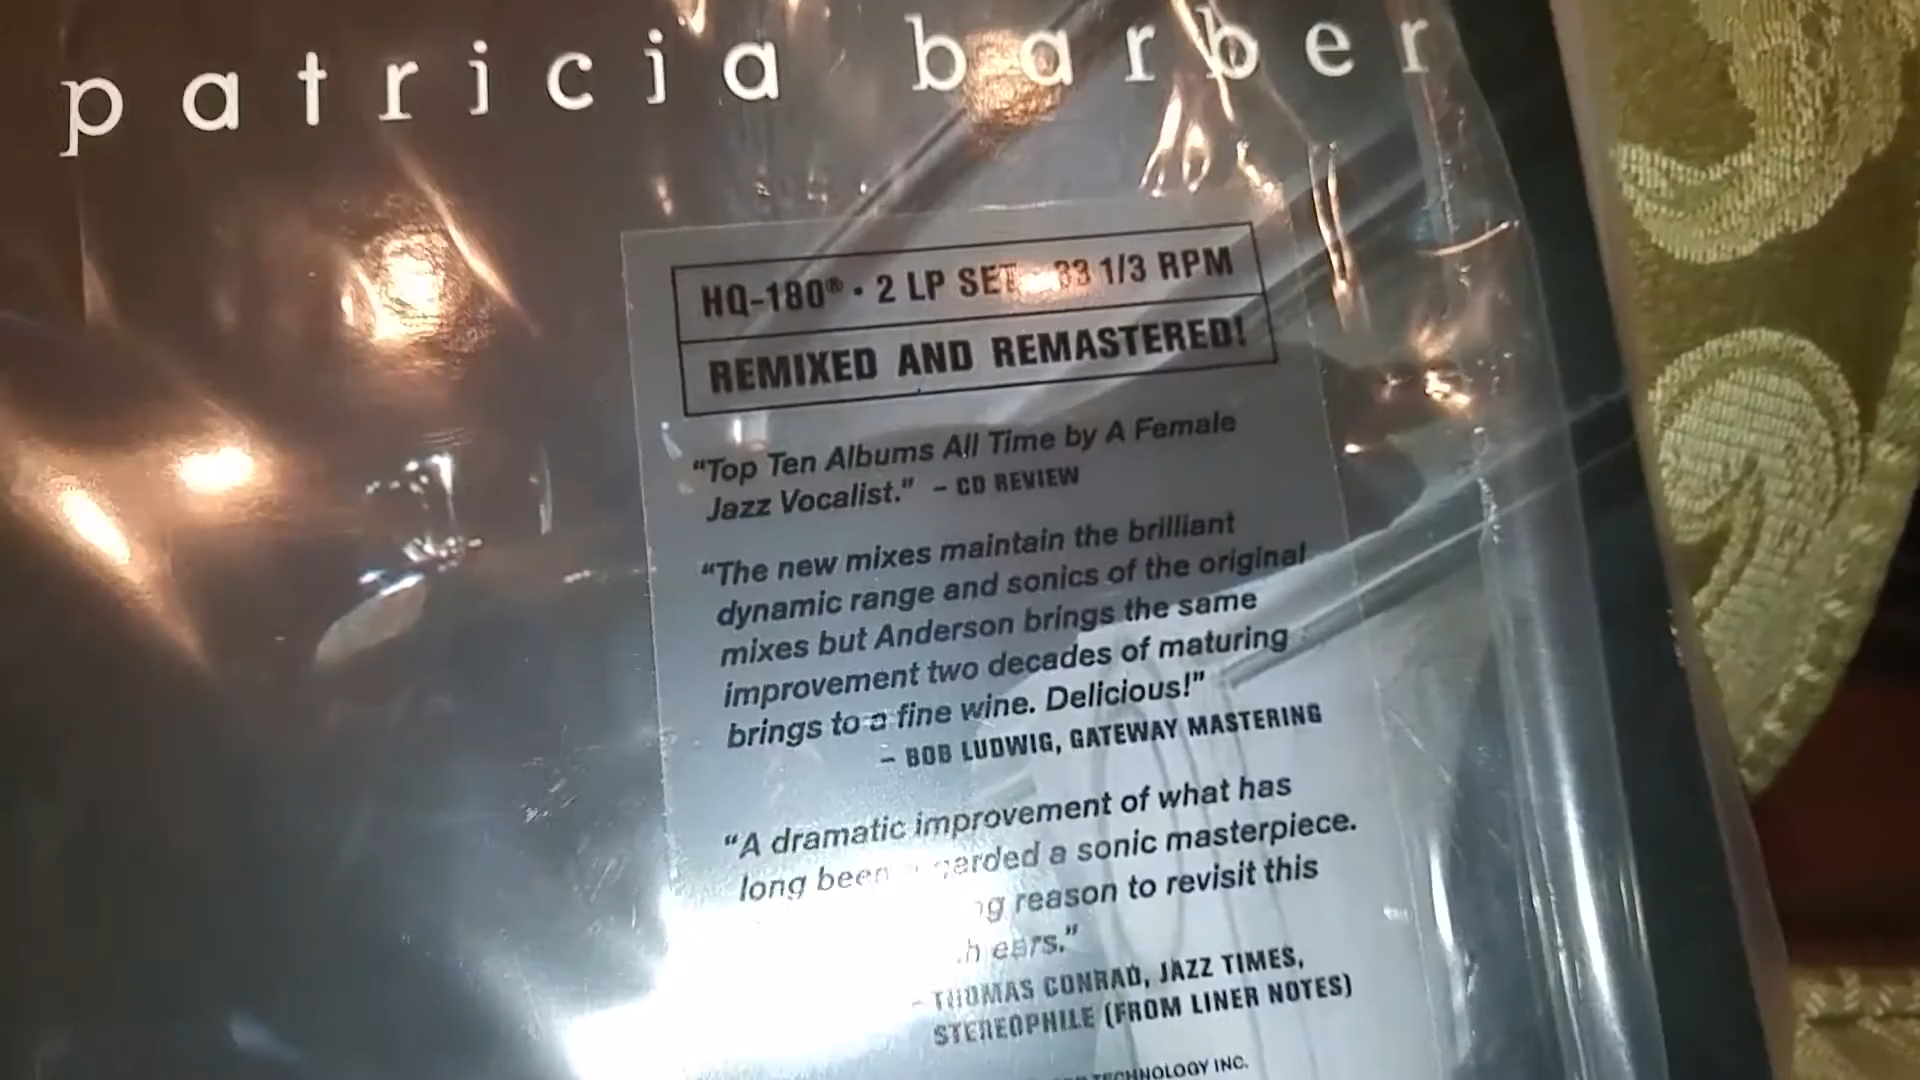 patricia barber
HQ-180® • 2 LP SET 33 1/3 RPM
REMIXED AND REMASTERED!
"Top Ten Albums All Time by A Female
Jazz Vocalist." – CD REVIEW
"The new mixes maintain the brilliant
dynamic range and sonics of the original
mixes but Anderson brings the same
improvement two decades of maturing
brings to a fine wine. Delicious!"
– BOB LUDWIG, GATEWAY MASTERING
"A dramatic improvement of what has
long been a sonic masterpiece.
reason to revisit this
ears."
– THOMAS CONRAD, JAZZ TIMES,
STEREOPHILE (FROM LINER NOTES)
TECHNOLOGY INC.